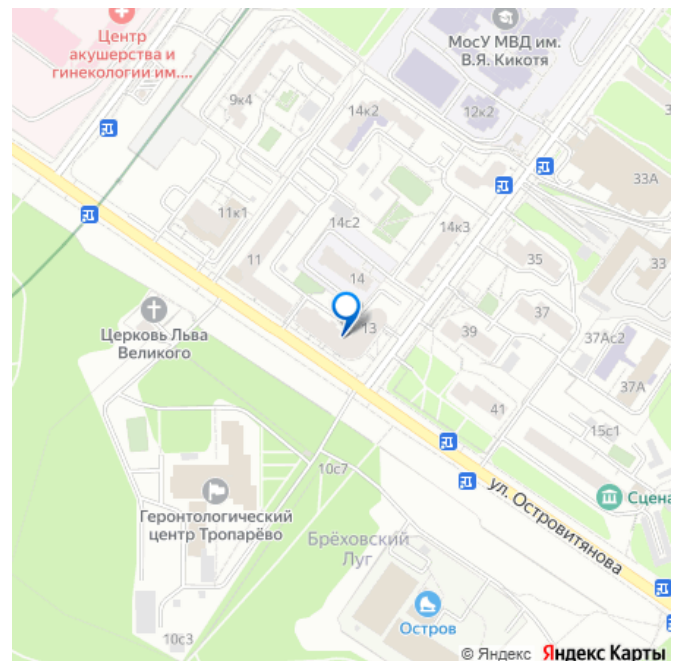 Центр
акушерства и
гинекологии им....
МосУ МВД им.
В.Я. Кикотя
9к4
14к2
12к2
33А
11к1
14с2
14к3
11
14
35
33
13
Церковь Льва
Великого
39
37
37Ас2
37А
41
15с1
10с7
Сцена
ул. Островитянова
Геронтологический
центр Тропарёво
Брёховский
Луг
Остров
10с3
© Яндекс Яндекс Карты